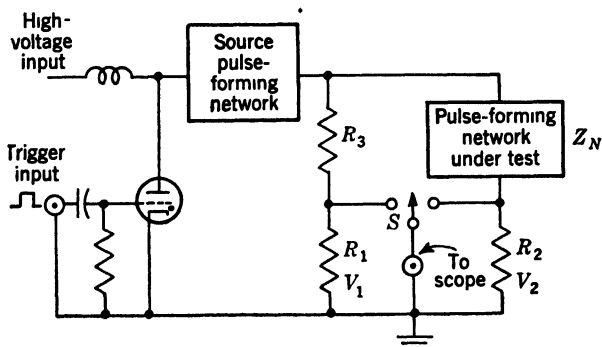 High-
voltage
input
Source
pulse-
forming
network
R3
Pulse-forming
network
under test
ZN
Trigger
input
S
R1
V1
To
scope
R2
V2